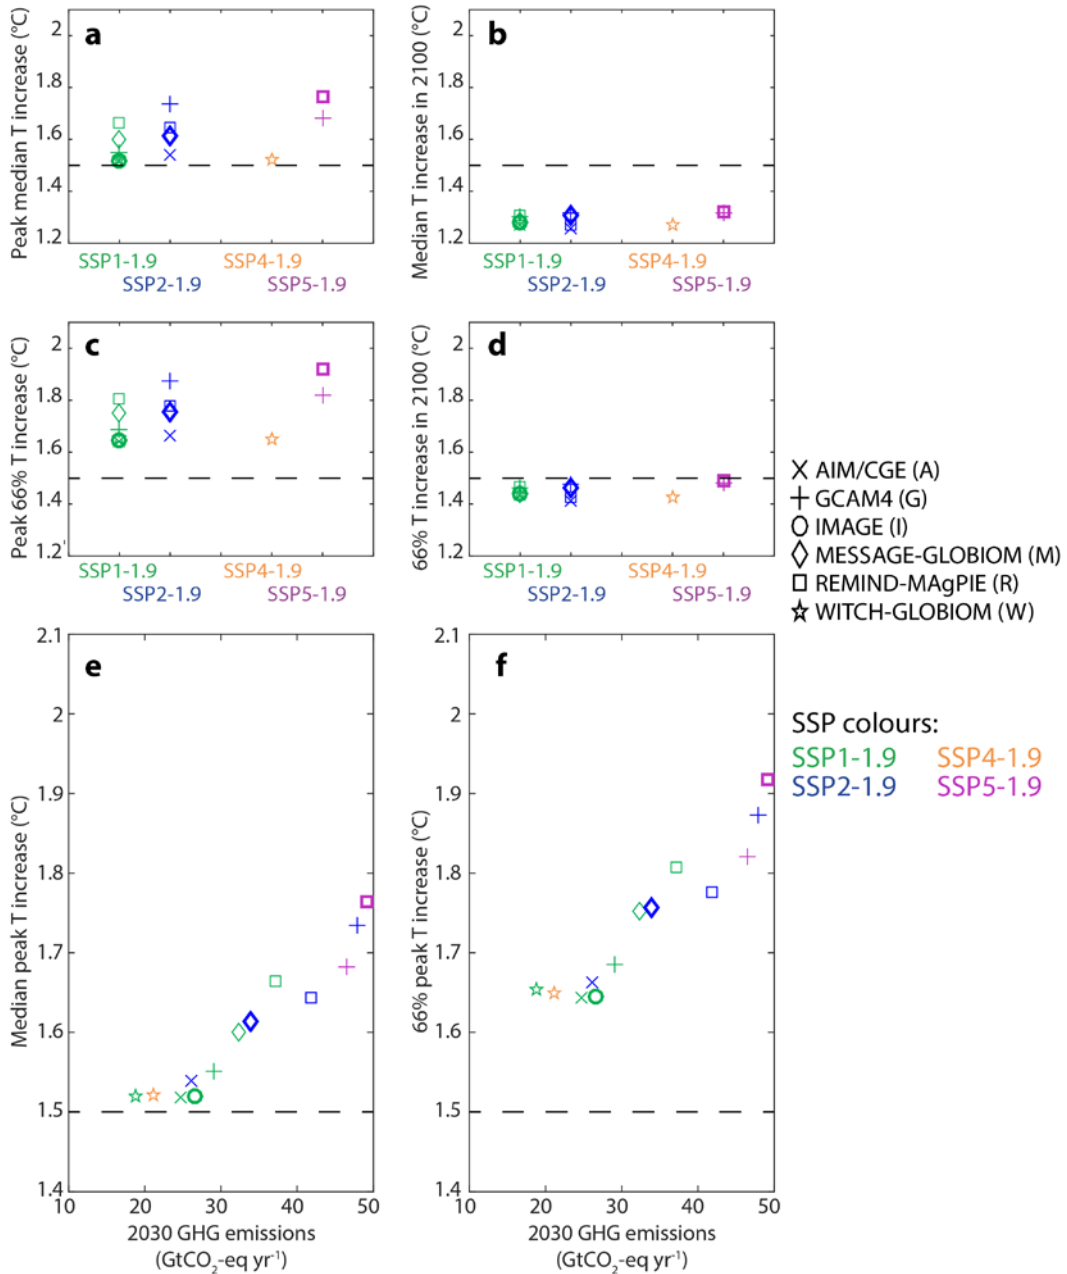 a
Peak median T increase (°C)
2
1.8
1.6
1.4
1.2
SSP1-1.9
SSP2-1.9
SSP4-1.9
SSP5-1.9
b
Median T increase in 2100 (°C)
2
1.8
1.6
1.4
1.2
SSP1-1.9
SSP2-1.9
SSP4-1.9
SSP5-1.9
c
Peak 66% T increase (°C)
2
1.8
1.6
1.4
1.2
SSP1-1.9
SSP2-1.9
SSP4-1.9
SSP5-1.9
d
66% T increase in 2100 (°C)
2
1.8
1.6
1.4
1.2
SSP1-1.9
SSP2-1.9
SSP4-1.9
SSP5-1.9
AIM/CGE (A)
GCAM4 (G)
IMAGE (I)
MESSAGE-GLOBIOM (M)
REMIND-MAgPIE (R)
WITCH-GLOBIOM (W)
SSP colours:
SSP1-1.9 SSP4-1.9
SSP2-1.9 SSP5-1.9
e
Median peak T increase (°C)
2.1
2
1.9
1.8
1.7
1.6
1.5
1.4
10 20 30 40 50
2030 GHG emissions
(GtCO₂-eq yr⁻¹)
f
66% peak T increase (°C)
2.1
2
1.9
1.8
1.7
1.6
1.5
1.4
10 20 30 40 50
2030 GHG emissions
(GtCO₂-eq yr⁻¹)